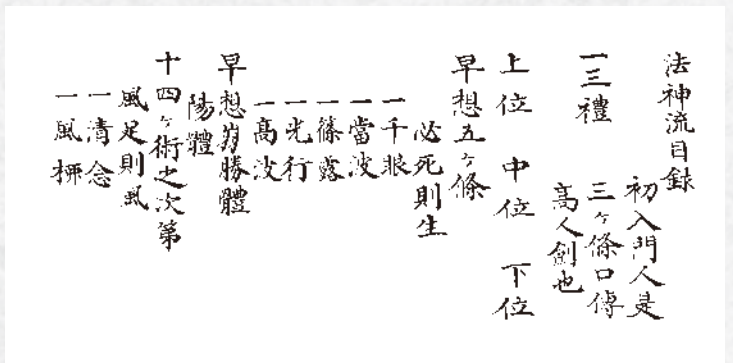 法神流目録
初入門人是
一三禮 三ヶ條口傳
高人劍也
上位 中位 下位
早想五ヶ條
必死則生
一千眼
一當波
一篠露
一光行
一高波
早想 勝體
陽體
十四ヶ術之次第
風足則風
一清念
一風